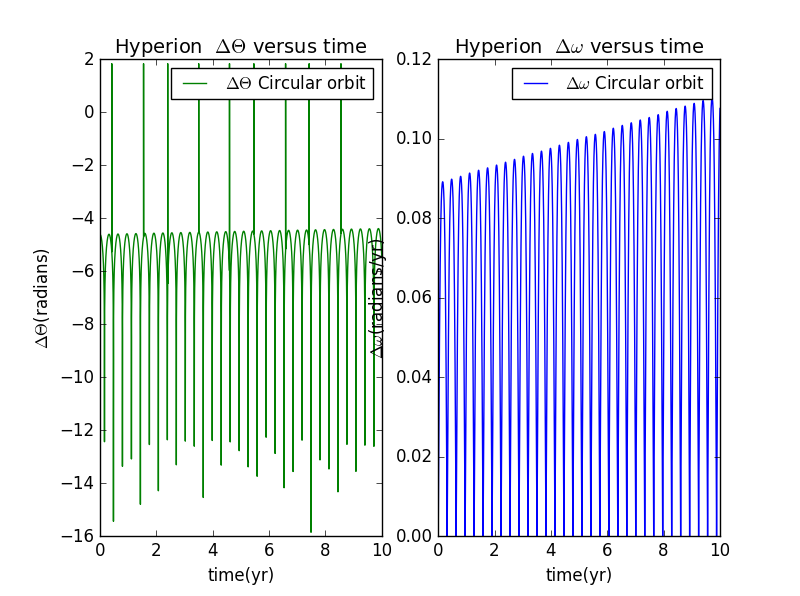 Hyperion ΔΘ versus time
ΔΘ Circular orbit
2
0
−2
−4
−6
−8
−10
−12
−14
−16
ΔΘ(radians)
0 2 4 6 8 10
time(yr)
Hyperion Δω versus time
Δω Circular orbit
0.12
0.10
0.08
0.06
0.04
0.02
0.00
Δω(radians/yr)
0 2 4 6 8 10
time(yr)